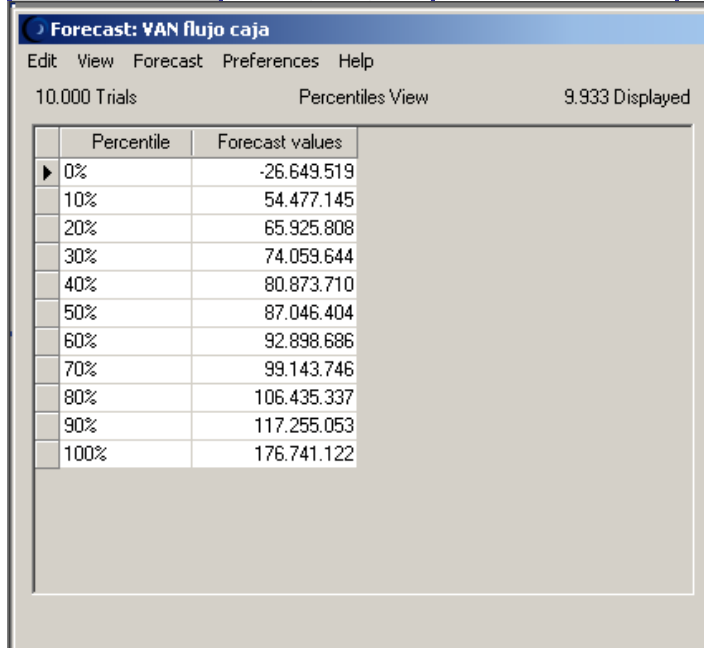 Forecast: VAN flujo caja
Edit View Forecast Preferences Help
10.000 Trials Percentiles View 9.933 Displayed
Percentile Forecast values
0% -26.649.519
10% 54.477.145
20% 65.925.808
30% 74.059.644
40% 80.873.710
50% 87.046.404
60% 92.898.686
70% 99.143.746
80% 106.435.337
90% 117.255.053
100% 176.741.122